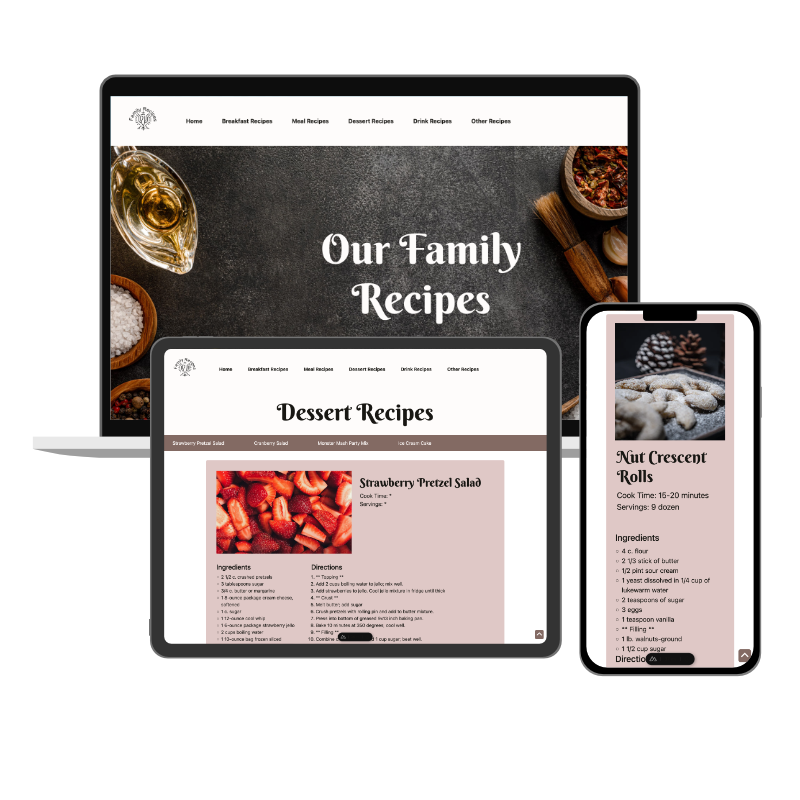 Family Recipes
Home Breakfast Recipes Meal Recipes Dessert Recipes Drink Recipes Other Recipes
Our Family
Recipes
Family Recipes
Home Breakfast Recipes Meal Recipes Dessert Recipes Drink Recipes Other Recipes
Dessert Recipes
Strawberry Pretzel Salad Cranberry Salad Monster Mash Party Mix Ice Cream Cake
Strawberry Pretzel Salad
Cook Time: *
Servings: *
Ingredients
2 1/2 c. crushed pretzels
3 tablespoons sugar
3/4 c. butter or margarine
1 8-ounce package cream cheese,
softened
1 c. sugar
1 12-ounce cool whip
1 6-ounce package strawberry jello
2 cups boiling water
1 10-ounce bag frozen sliced
Directions
1. ** Topping **
2. Add 2 cups boiling water to jello; mix well.
3. Add strawberries to jello. Cool jello mixture in fridge until thick
4. ** Crust **
5. Melt butter; add sugar
6. Crush pretzels with rolling pin and add to butter mixture.
7. Press into bottom of greased 9x13 inch baking pan.
8. Bake 10 minutes at 350 degrees, cool well.
9. ** Filling **
10. Combine 1 cup sugar; beat well.
Nut Crescent
Rolls
Cook Time: 15-20 minutes
Servings: 9 dozen
Ingredients
4 c. flour
2 1/3 stick of butter
1/2 pint sour cream
1 yeast dissolved in 1/4 cup of
lukewarm water
2 teaspoons of sugar
3 eggs
1 teaspoon vanilla
** Filling **
1 lb. walnuts-ground
1 1/2 cup sugar
Directio